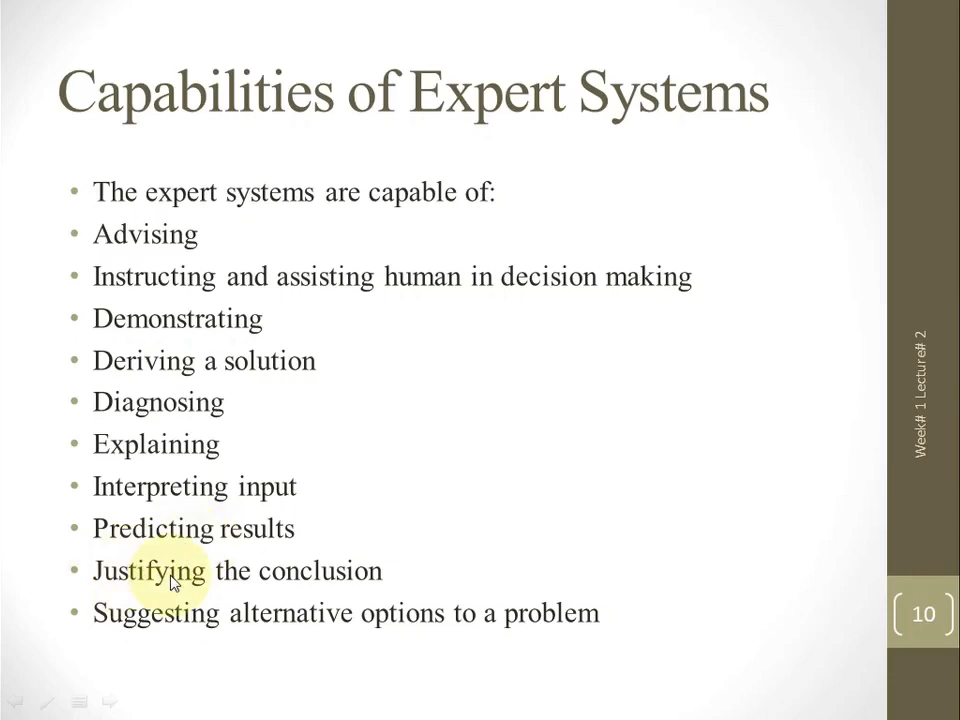 Capabilities of Expert Systems
• The expert systems are capable of:
• Advising
• Instructing and assisting human in decision making
• Demonstrating
• Deriving a solution
• Diagnosing
• Explaining
• Interpreting input
• Predicting results
• Justifying the conclusion
• Suggesting alternative options to a problem
Week# 1 Lecture# 2
10